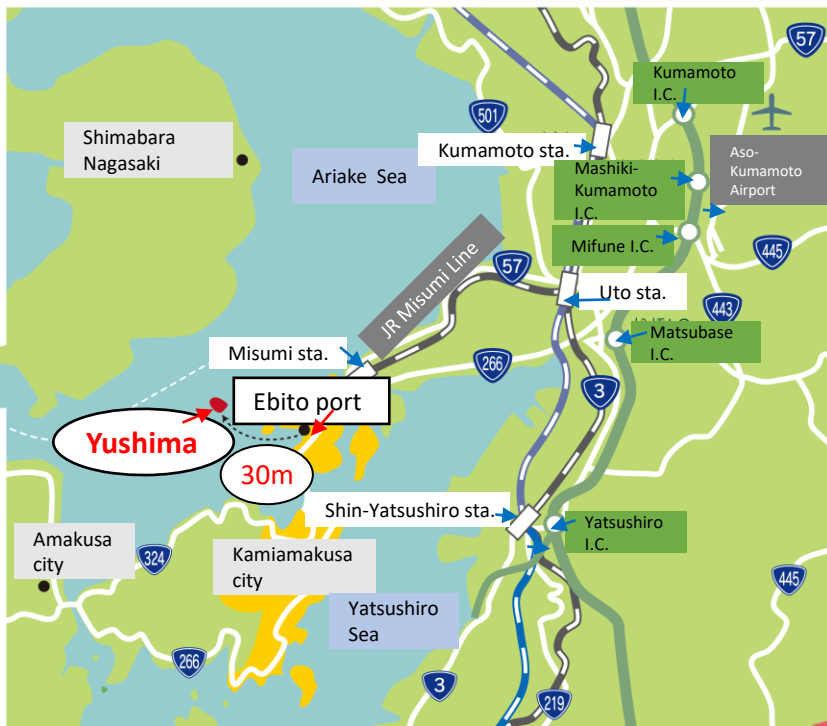 57
Kumamoto
I.C.
501
Shimabara
Nagasaki
Kumamoto sta.
Ariake Sea
Mashiki-
Kumamoto
I.C.
Aso-
Kumamoto
Airport
Mifune I.C.
445
JR Misumi Line
57
Uto sta.
443
Matsubase
I.C.
Misumi sta.
266
3
Ebito port
Yushima
30m
Shin-Yatsushiro sta.
Yatsushiro
I.C.
Amakusa
city
324
Kamiamakusa
city
445
Yatsushiro
Sea
266
3
219